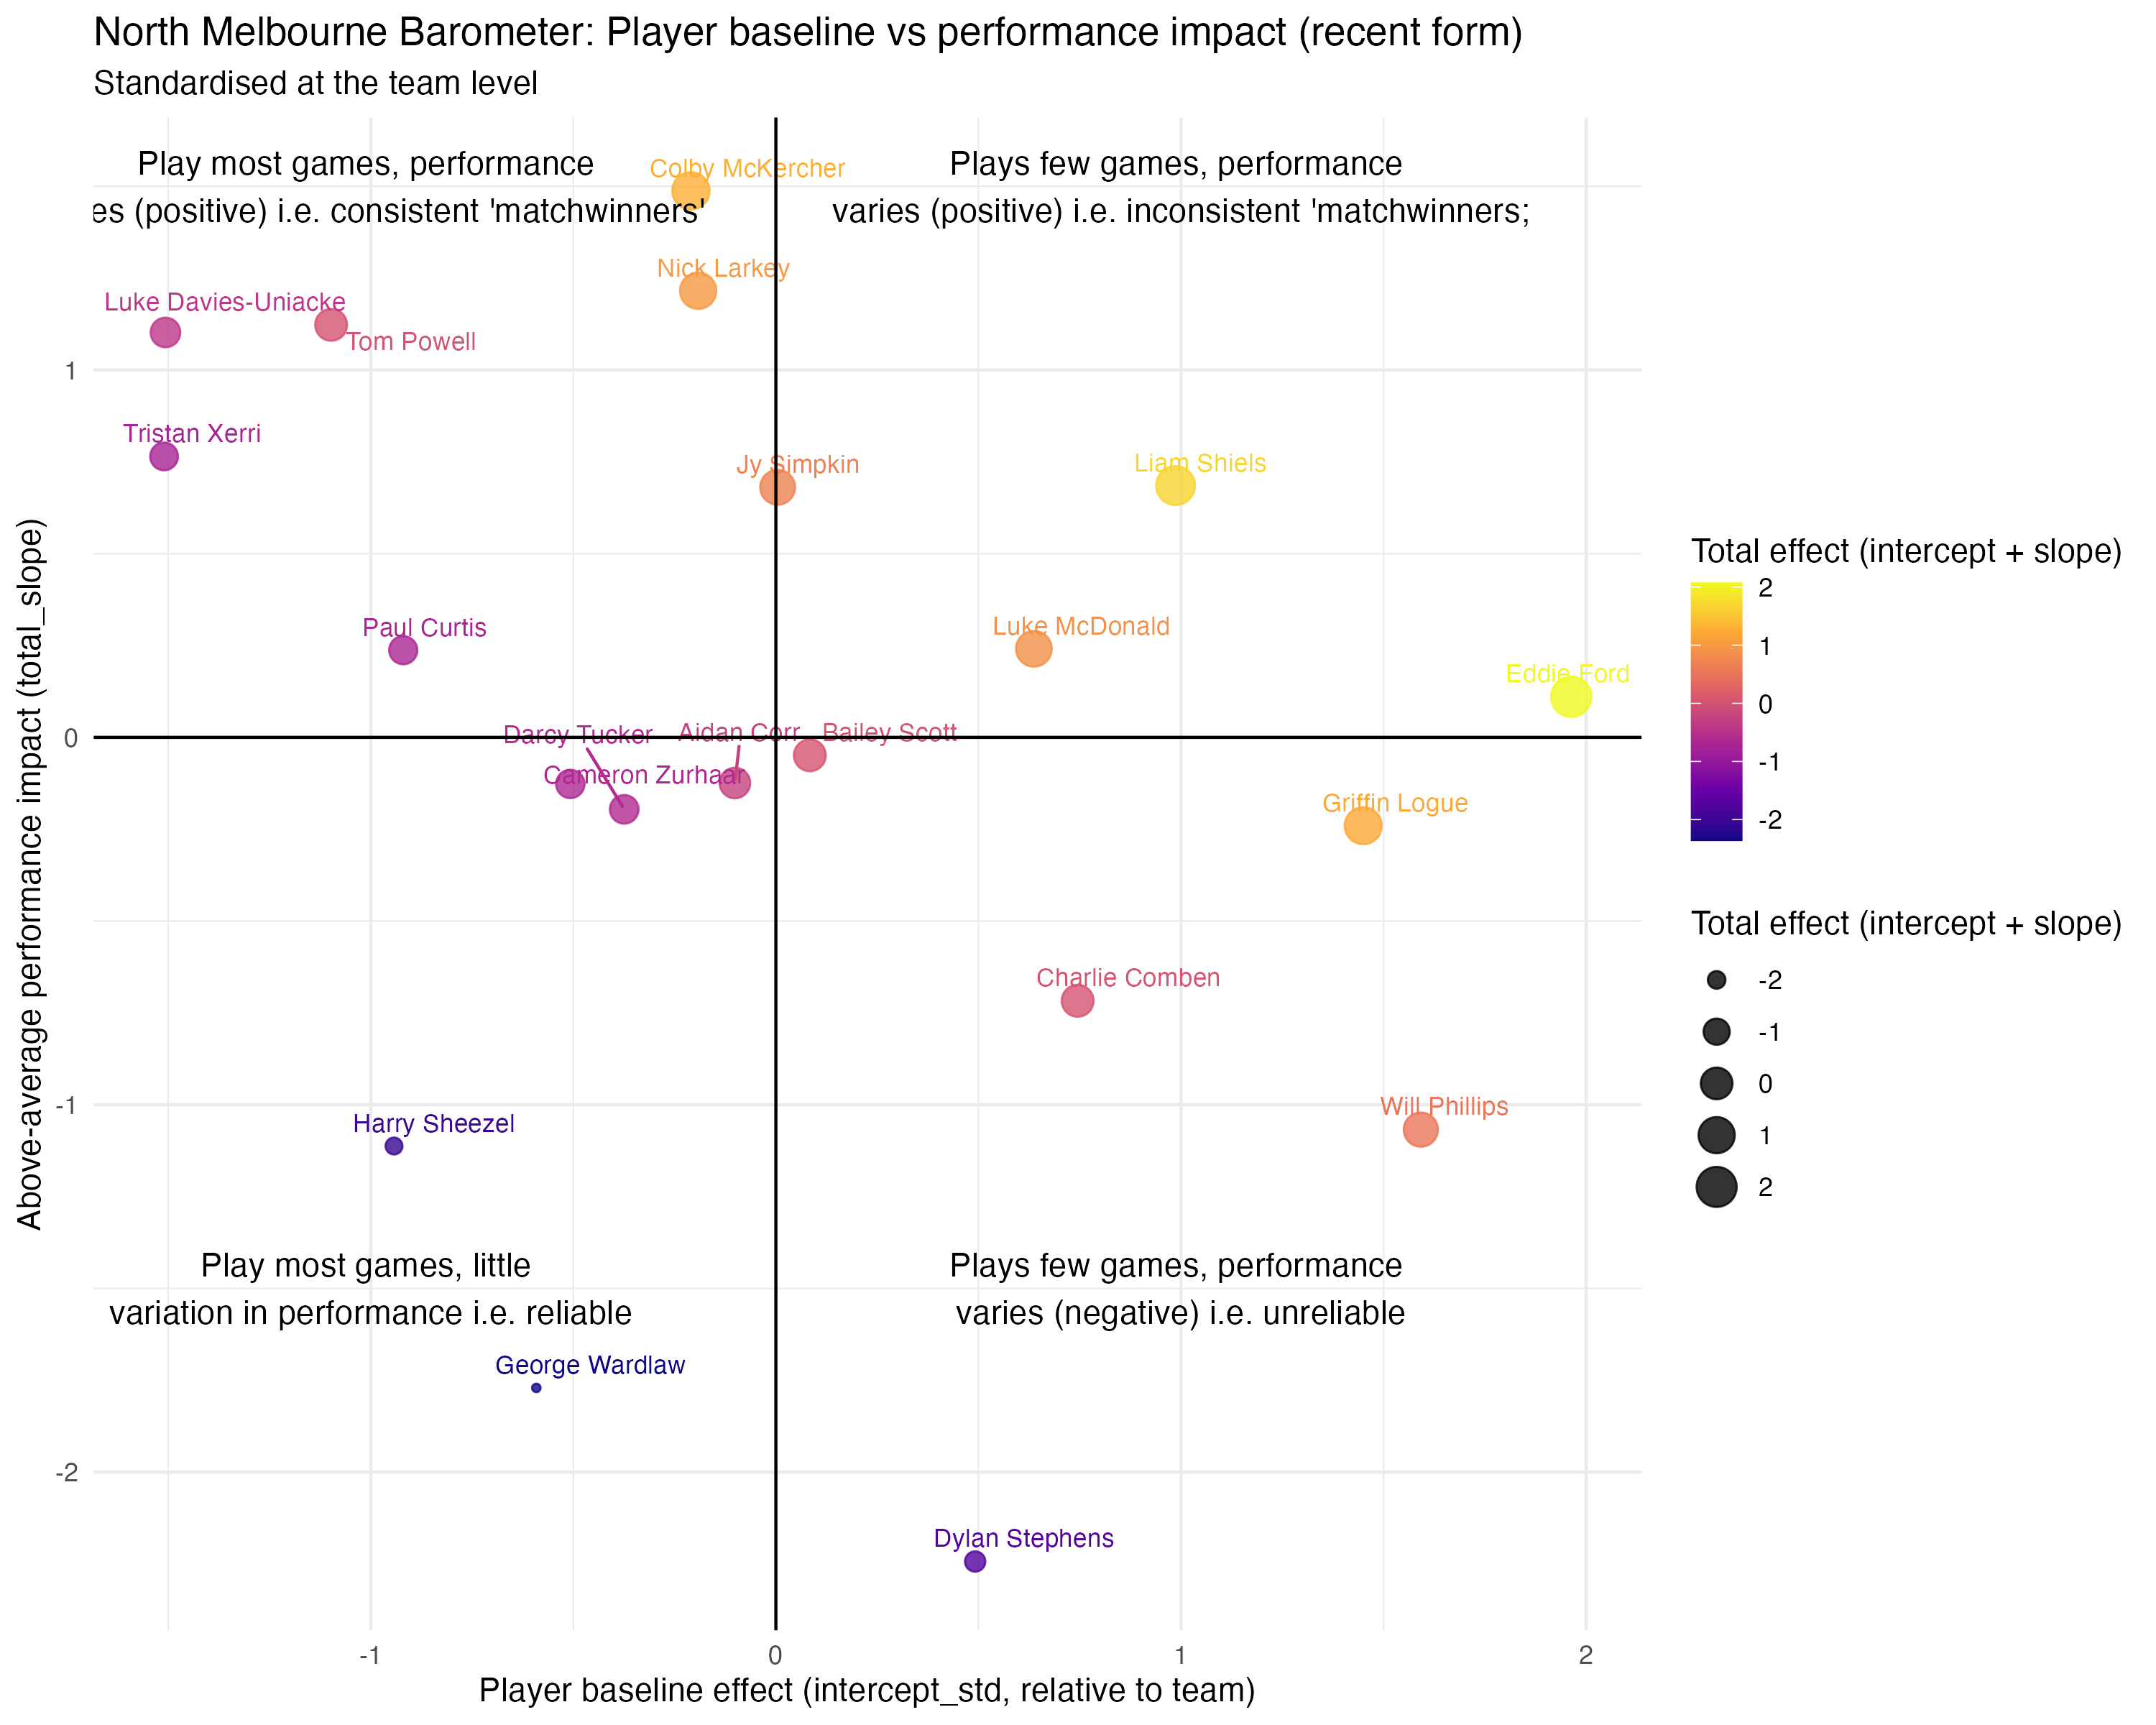 North Melbourne Barometer: Player baseline vs performance impact (recent form)
Standardised at the team level
Play most games, performance
es (positive) i.e. consistent 'matchwinners'
Plays few games, performance
varies (positive) i.e. inconsistent 'matchwinners;
Colby McKercher
Nick Larkey
Luke Davies-Uniacke
Tom Powell
Tristan Xerri
Jy Simpkin
Liam Shiels
Paul Curtis
Luke McDonald
Eddie Ford
Darcy Tucker
Aidan Corr
Bailey Scott
Cameron Zurhaar
Griffin Logue
Charlie Comben
Harry Sheezel
Will Phillips
Play most games, little
variation in performance i.e. reliable
Plays few games, performance
varies (negative) i.e. unreliable
George Wardlaw
Dylan Stephens
1
0
-1
-2
Above-average performance impact (total_slope)
-1
0
1
2
Player baseline effect (intercept_std, relative to team)
Total effect (intercept + slope)
2
1
0
-1
-2
Total effect (intercept + slope)
-2
-1
0
1
2